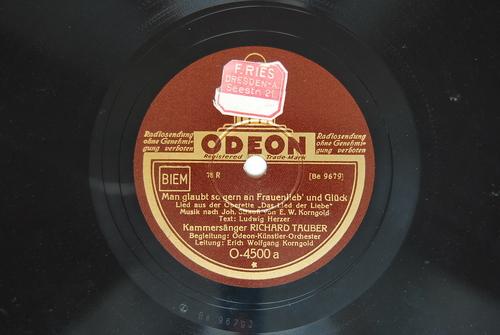 F. RIES
DRESDEN-A.
Seestr. 21
ODEON
Registered Trade-Mark
Radiosendung
ohne Genehmi-
gung verboten
Radiosendung
ohne Genehmi-
gung verboten
BIEM
78 R
[Be 9679]
Man glaubt so gern an Frauenlieb' und Glück
Lied aus der Operette „Das Lied der Liebe"
Musik nach Joh. Strauß von E. W. Korngold
Text: Ludwig Herzer
Kammersänger RICHARD TAUBER
Begleitung: Odeon-Künstler-Orchester
Leitung: Erich Wolfgang Korngold
O-4500 a